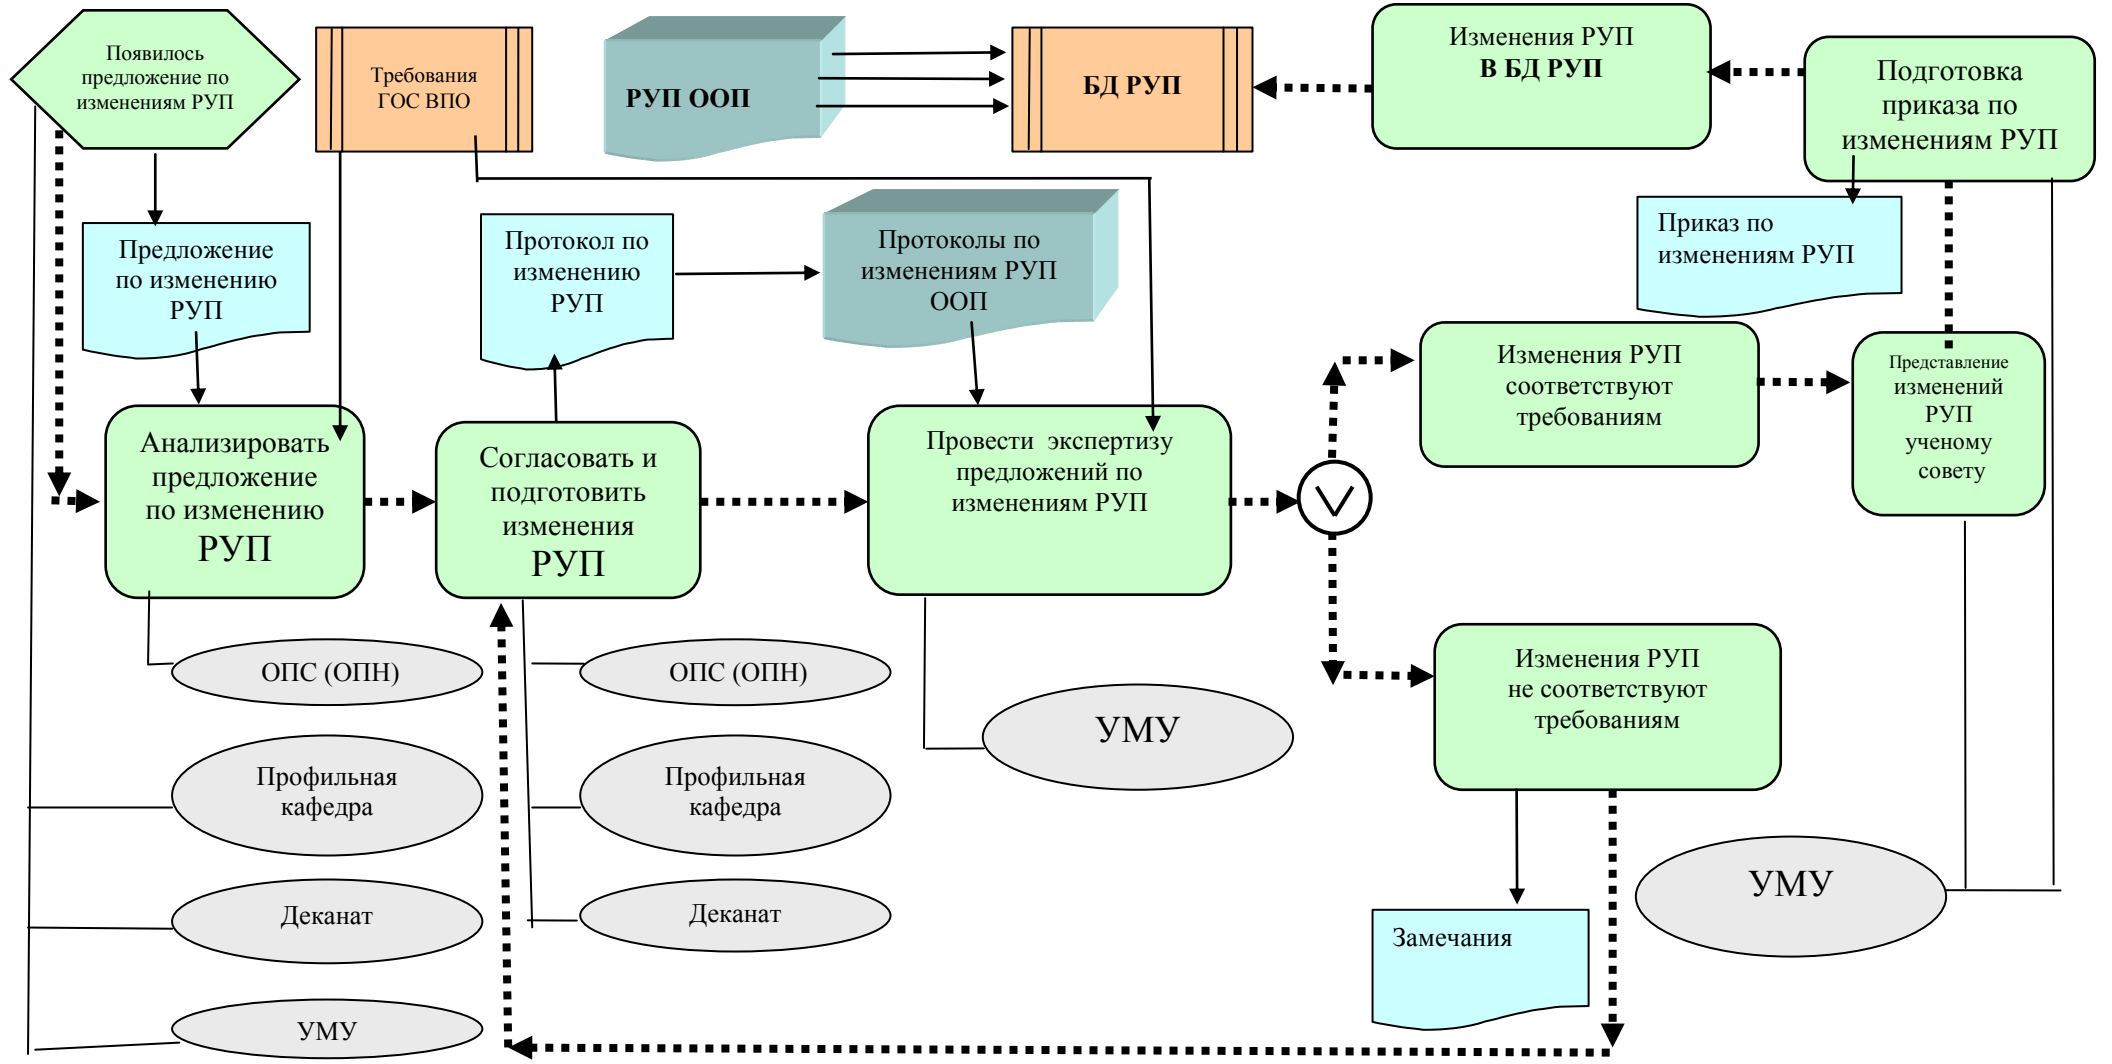 Появилось
предложение по
изменениям РУП
Требования
ГОС ВПО
РУП ООП
БД РУП
Изменения РУП
В БД РУП
Подготовка
приказа по
изменениям РУП
Предложение
по изменению
РУП
Протокол по
изменению
РУП
Протоколы по
изменениям РУП
ООП
Приказ по
изменениям РУП
Анализировать
предложение
по изменению
РУП
Согласовать и
подготовить
изменения
РУП
Провести экспертизу
предложений по
изменениям РУП
Изменения РУП
соответствуют
требованиям
Представление
изменений
РУП
ученому
совету
Изменения РУП
не соответствуют
требованиям
ОПС (ОПН)
ОПС (ОПН)
УМУ
Профильная
кафедра
Профильная
кафедра
Деканат
Деканат
УМУ
Замечания
УМУ